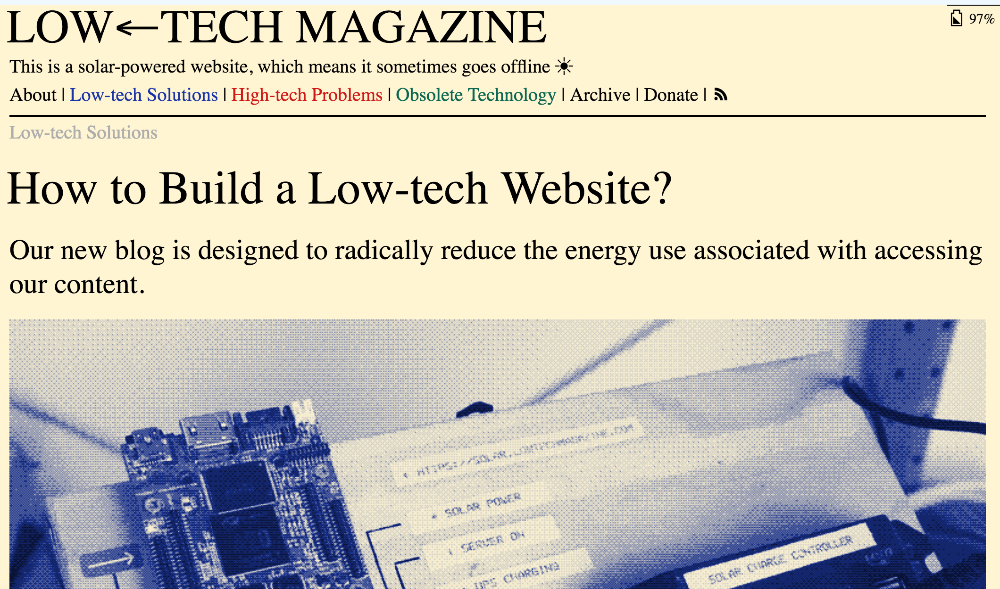 LOW←TECH MAGAZINE
97%
This is a solar-powered website, which means it sometimes goes offline ☀
About | Low-tech Solutions | High-tech Problems | Obsolete Technology | Archive | Donate |
Low-tech Solutions
How to Build a Low-tech Website?
Our new blog is designed to radically reduce the energy use associated with accessing
our content.
HTTPS://SOLAR.LOWTECHMAGAZINE.COM
SOLAR POWER
SERVER ON
UPS CHARGING
SOLAR CHARGE CONTROLLER